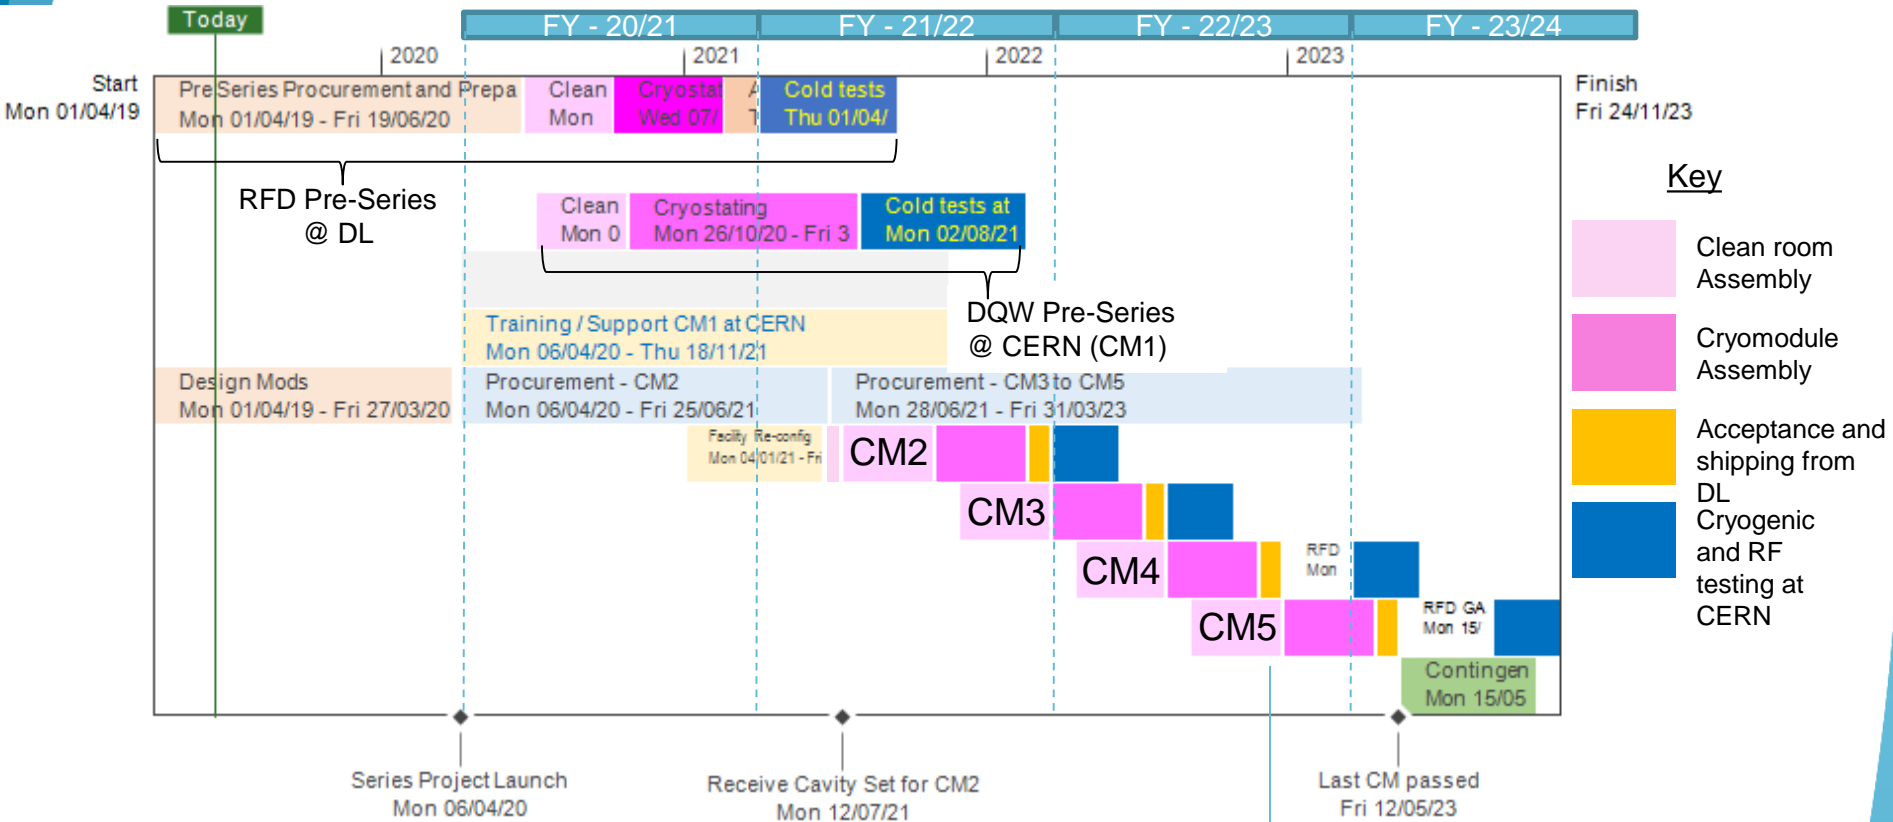 Today
FY - 20/21
FY - 21/22
FY - 22/23
FY - 23/24
2020
2021
2022
2023
Start
Mon 01/04/19
Finish
Fri 24/11/23
Pre Series Procurement and Prepa
Mon 01/04/19 - Fri 19/06/20
Clean
Mon
Cryostat
Wed 07/
A
T
Cold tests
Thu 01/04/
RFD Pre-Series
@ DL
Clean
Mon 0
Cryostating
Mon 26/10/20 - Fri 3
Cold tests at
Mon 02/08/21
DQW Pre-Series
@ CERN (CM1)
Training / Support CM1 at CERN
Mon 06/04/20 - Thu 18/11/21
Design Mods
Mon 01/04/19 - Fri 27/03/20
Procurement - CM2
Mon 06/04/20 - Fri 25/06/21
Procurement - CM3 to CM5
Mon 28/06/21 - Fri 31/03/23
Facility Re-config
Mon 04/01/21 - Fri
CM2
CM3
CM4
RFD
Mon
CM5
RFD GA
Mon 15/
Contingen
Mon 15/05
Series Project Launch
Mon 06/04/20
Receive Cavity Set for CM2
Mon 12/07/21
Last CM passed
Fri 12/05/23
Key
Clean room
Assembly
Cryomodule
Assembly
Acceptance and
shipping from
DL
Cryogenic
and RF
testing at
CERN